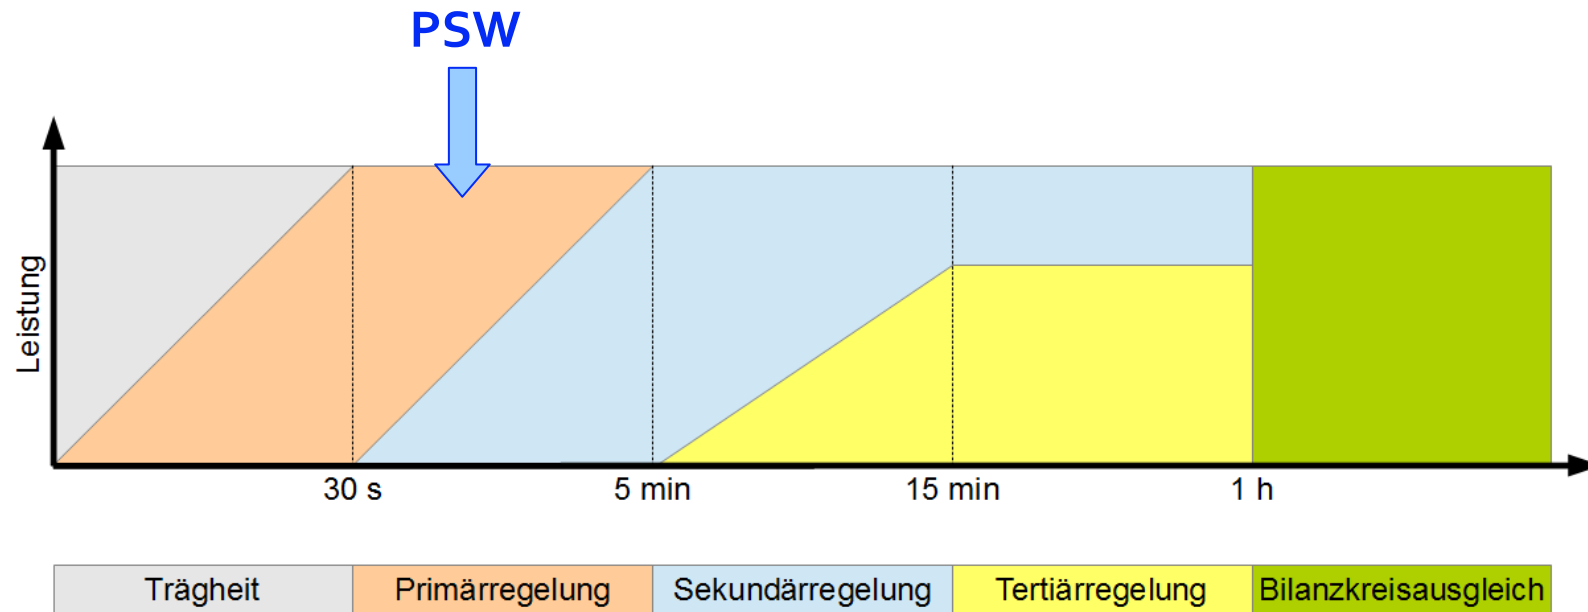 PSW
Leistung
30 s
5 min
15 min
1 h
Trägheit
Primärregelung
Sekundärregelung
Tertiärregelung
Bilanzkreisausgleich